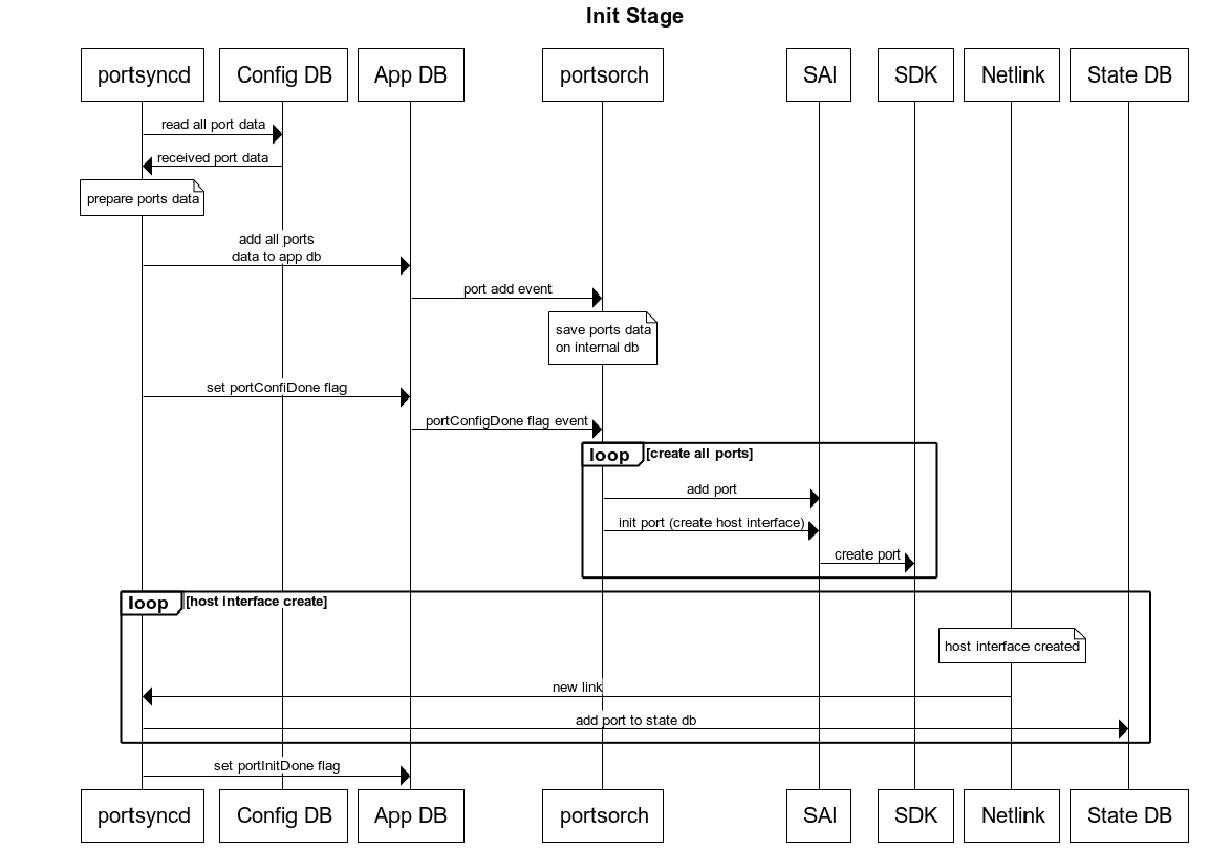 Init Stage
portsyncd
Config DB
App DB
portsorch
SAI
SDK
Netlink
State DB
read all port data
received port data
prepare ports data
add all ports
data to app db
port add event
save ports data
on internal db
set portConfiDone flag
portConfigDone flag event
loop
[create all ports]
add port
init port (create host interface)
create port
loop
[host interface create]
host interface created
new link
add port to state db
set portInitDone flag
portsyncd
Config DB
App DB
portsorch
SAI
SDK
Netlink
State DB